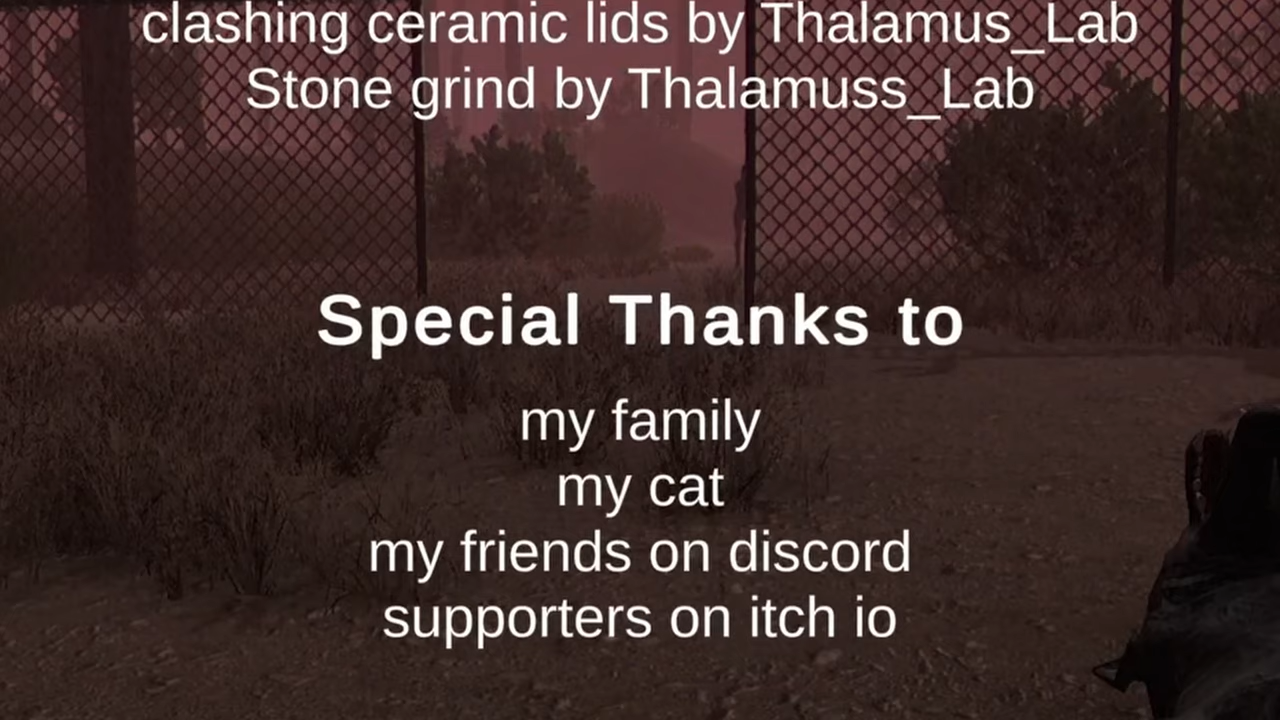 clashing ceramic lids by Thalamus_Lab
Stone grind by Thalamuss_Lab
Special Thanks to
my family
my cat
my friends on discord
supporters on itch io